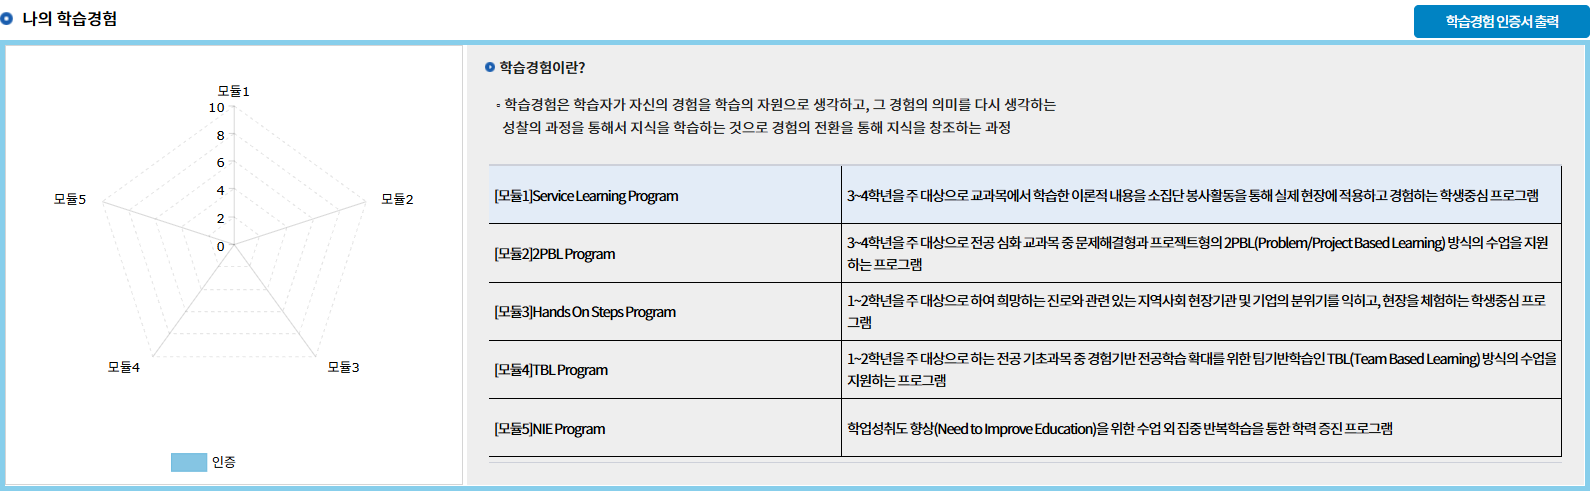 나의 학습경험
학습경험 인증서 출력
모듈1
10
8
6
4
2
0
모듈5
모듈2
모듈4
모듈3
인증
학습경험이란?
◦ 학습경험은 학습자가 자신의 경험을 학습의 자원으로 생각하고, 그 경험의 의미를 다시 생각하는
성찰의 과정을 통해서 지식을 학습하는 것으로 경험의 전환을 통해 지식을 창조하는 과정
[모듈1]Service Learning Program
3~4학년을 주 대상으로 교과목에서 학습한 이론적 내용을 소집단 봉사활동을 통해 실제 현장에 적용하고 경험하는 학생중심 프로그램
[모듈2]2PBL Program
3~4학년을 주 대상으로 전공 심화 교과목 중 문제해결형과 프로젝트형의 2PBL(Problem/Project Based Learning) 방식의 수업을 지원
하는 프로그램
[모듈3]Hands On Steps Program
1~2학년을 주 대상으로 하여 희망하는 진로와 관련 있는 지역사회 현장기관 및 기업의 분위기를 익히고, 현장을 체험하는 학생중심 프로
그램
[모듈4]TBL Program
1~2학년을 주 대상으로 하는 전공 기초과목 중 경험기반 전공학습 확대를 위한 팀기반학습인 TBL(Team Based Learning) 방식의 수업을
지원하는 프로그램
[모듈5]NIE Program
학업성취도 향상(Need to Improve Education)을 위한 수업 외 집중 반복학습을 통한 학력 증진 프로그램